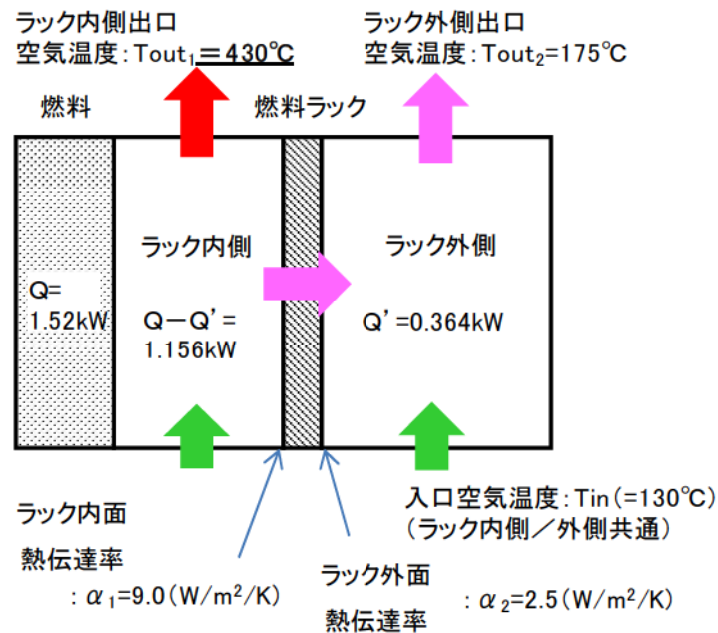 ラック内側出口
空気温度：Tout₁＝430℃
ラック外側出口
空気温度：Tout₂=175℃
燃料
燃料ラック
ラック内側
ラック外側
Q=
1.52kW
Q－Q'＝
1.156kW
Q'=0.364kW
入口空気温度：Tin(=130℃)
(ラック内側／外側共通)
ラック内面
熱伝達率
：α₁=9.0(W/m²/K)
ラック外面
熱伝達率
：α₂=2.5(W/m²/K)